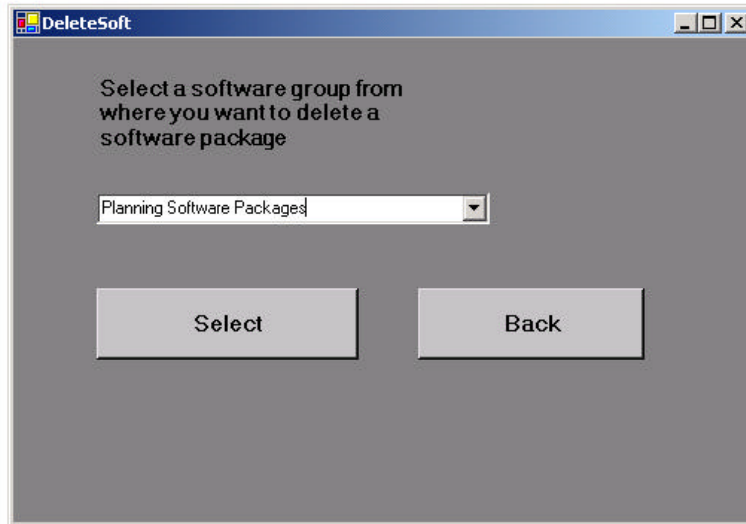 DeleteSoft
Select a software group from
where you want to delete a
software package
Planning Software Packages
Select
Back